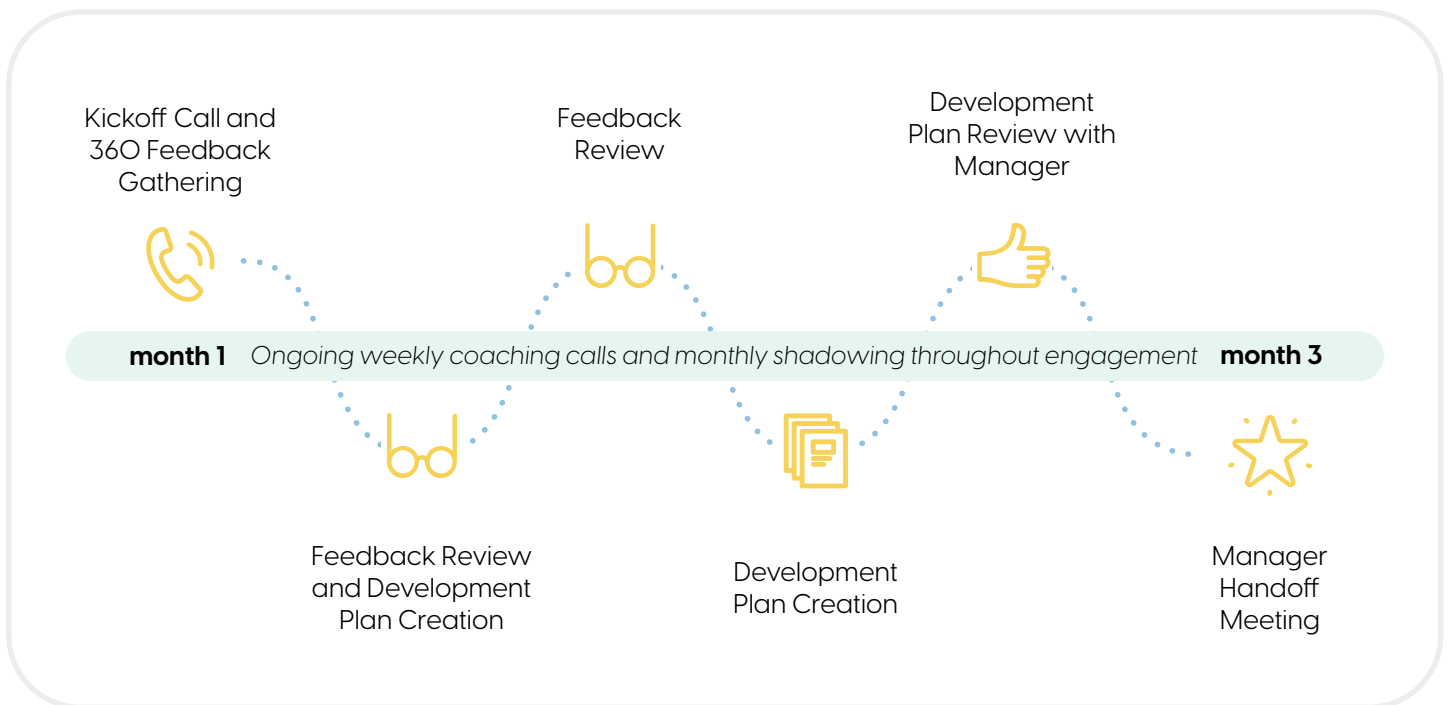 Kickoff Call and
360 Feedback
Gathering
Feedback
Review
Development
Plan Review with
Manager
month 1 Ongoing weekly coaching calls and monthly shadowing throughout engagement month 3
Feedback Review
and Development
Plan Creation
Development
Plan Creation
Manager
Handoff
Meeting